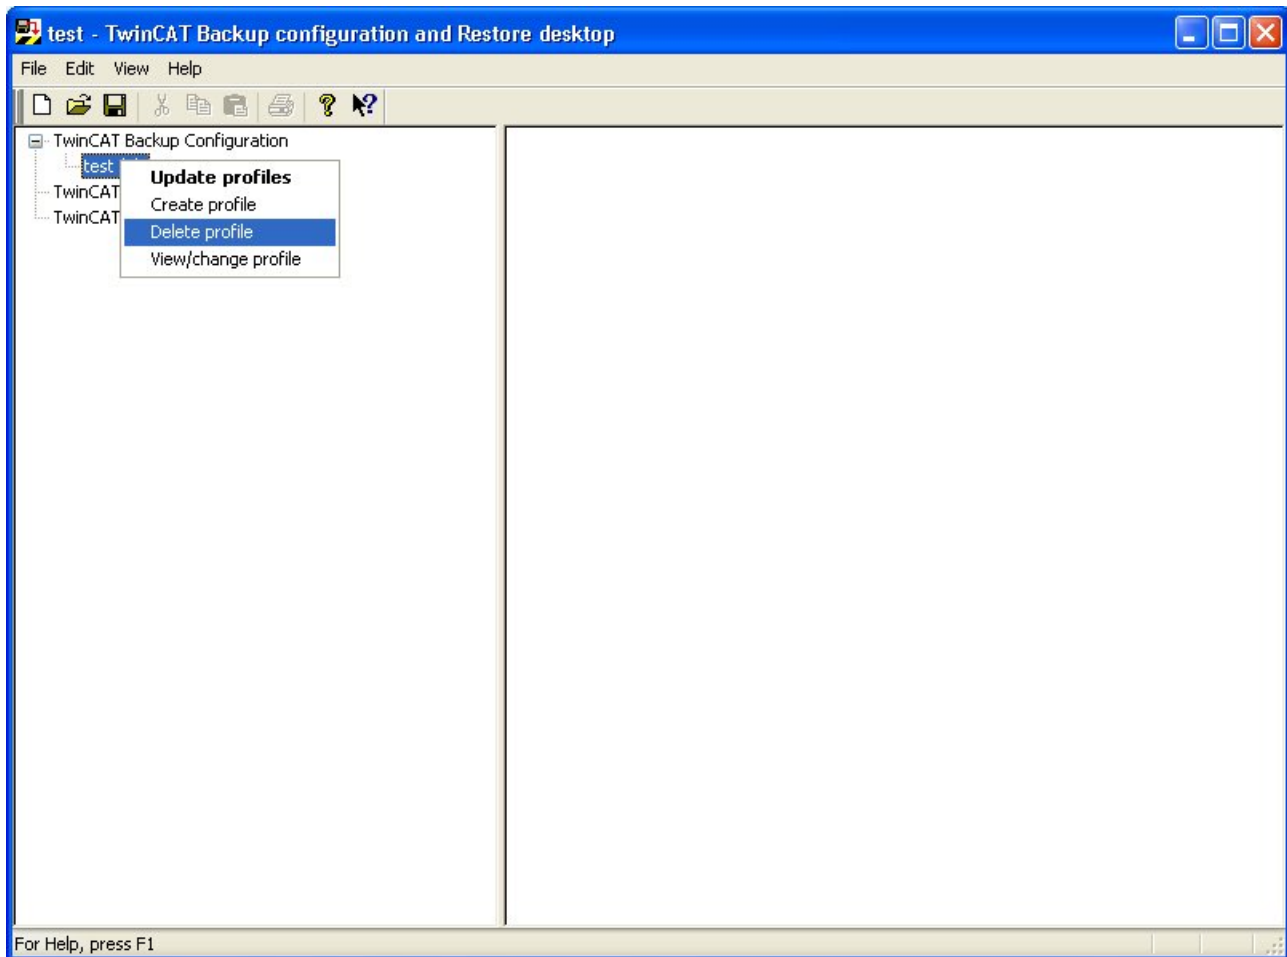 test - TwinCAT Backup configuration and Restore desktop
File Edit View Help
TwinCAT Backup Configuration
test
Update profiles
TwinCAT
Create profile
TwinCAT
Delete profile
View/change profile
For Help, press F1